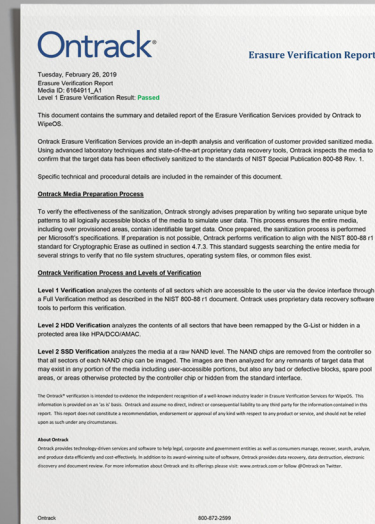 Ontrack®
Erasure Verification Report
Tuesday, February 26, 2019
Erasure Verification Report
Media ID: 6164911_A1
Level 1 Erasure Verification Result: Passed
This document contains the summary and detailed report of the Erasure Verification Services provided by Ontrack to
WipeOS.
Ontrack Erasure Verification Services provide an in-depth analysis and verification of customer provided sanitized media.
Using advanced laboratory techniques and state-of-the-art proprietary data recovery tools, Ontrack inspects the media to
confirm that the target data has been effectively sanitized to the standards of NIST Special Publication 800-88 Rev. 1.
Specific technical and procedural details are included in the remainder of this document.
Ontrack Media Preparation Process
To verify the effectiveness of the sanitization, Ontrack strongly advises preparation by writing two separate unique byte
patterns to all logically accessible blocks of the media to simulate user data. This process ensures the entire media,
including over provisioned areas, contain identifiable target data. Once prepared, the sanitization process is performed
per Microsoft's specifications. If preparation is not possible, Ontrack performs verification to align with the NIST 800-88 r1
standard for Cryptographic Erase as outlined in section 4.7.3. This standard suggests searching the entire media for
several strings to verify that no file system structures, operating system files, or common files exist.
Ontrack Verification Process and Levels of Verification
Level 1 Verification analyzes the contents of all sectors which are accessible to the user via the device interface through
a Full Verification method as described in the NIST 800-88 r1 document. Ontrack uses proprietary data recovery software
tools to perform this verification.
Level 2 HDD Verification analyzes the contents of all sectors that have been remapped by the G-List or hidden in a
protected area like HPA/DCO/AMAC.
Level 2 SSD Verification analyzes the media at a raw NAND level. The NAND chips are removed from the controller so
that all sectors of each NAND chip can be imaged. The images are then analyzed for any remnants of target data that
may exist in any portion of the media including user-accessible portions, but also any bad or defective blocks, spare pool
areas, or areas otherwise protected by the controller chip or hidden from the standard interface.
The Ontrack® verification is intended to evidence the independent recognition of a well-known industry leader in Erasure Verification Services for WipeOS. This
information is provided on an 'as is' basis. Ontrack and assume no direct, indirect or consequential liability to any third party for the information contained in this
report. This report does not constitute a recommendation, endorsement or approval of any kind with respect to any product or service, and should not be relied
upon as such under any circumstances.
About Ontrack
Ontrack provides technology-driven services and software to help legal, corporate and government entities as well as consumers manage, recover, search, analyze,
and produce data efficiently and cost-effectively. In addition to its award-winning suite of software, Ontrack provides data recovery, data destruction, electronic
discovery and document review. For more information about Ontrack and its offerings please visit: www.ontrack.com or follow @Ontrack on Twitter.
Ontrack
800-872-2599